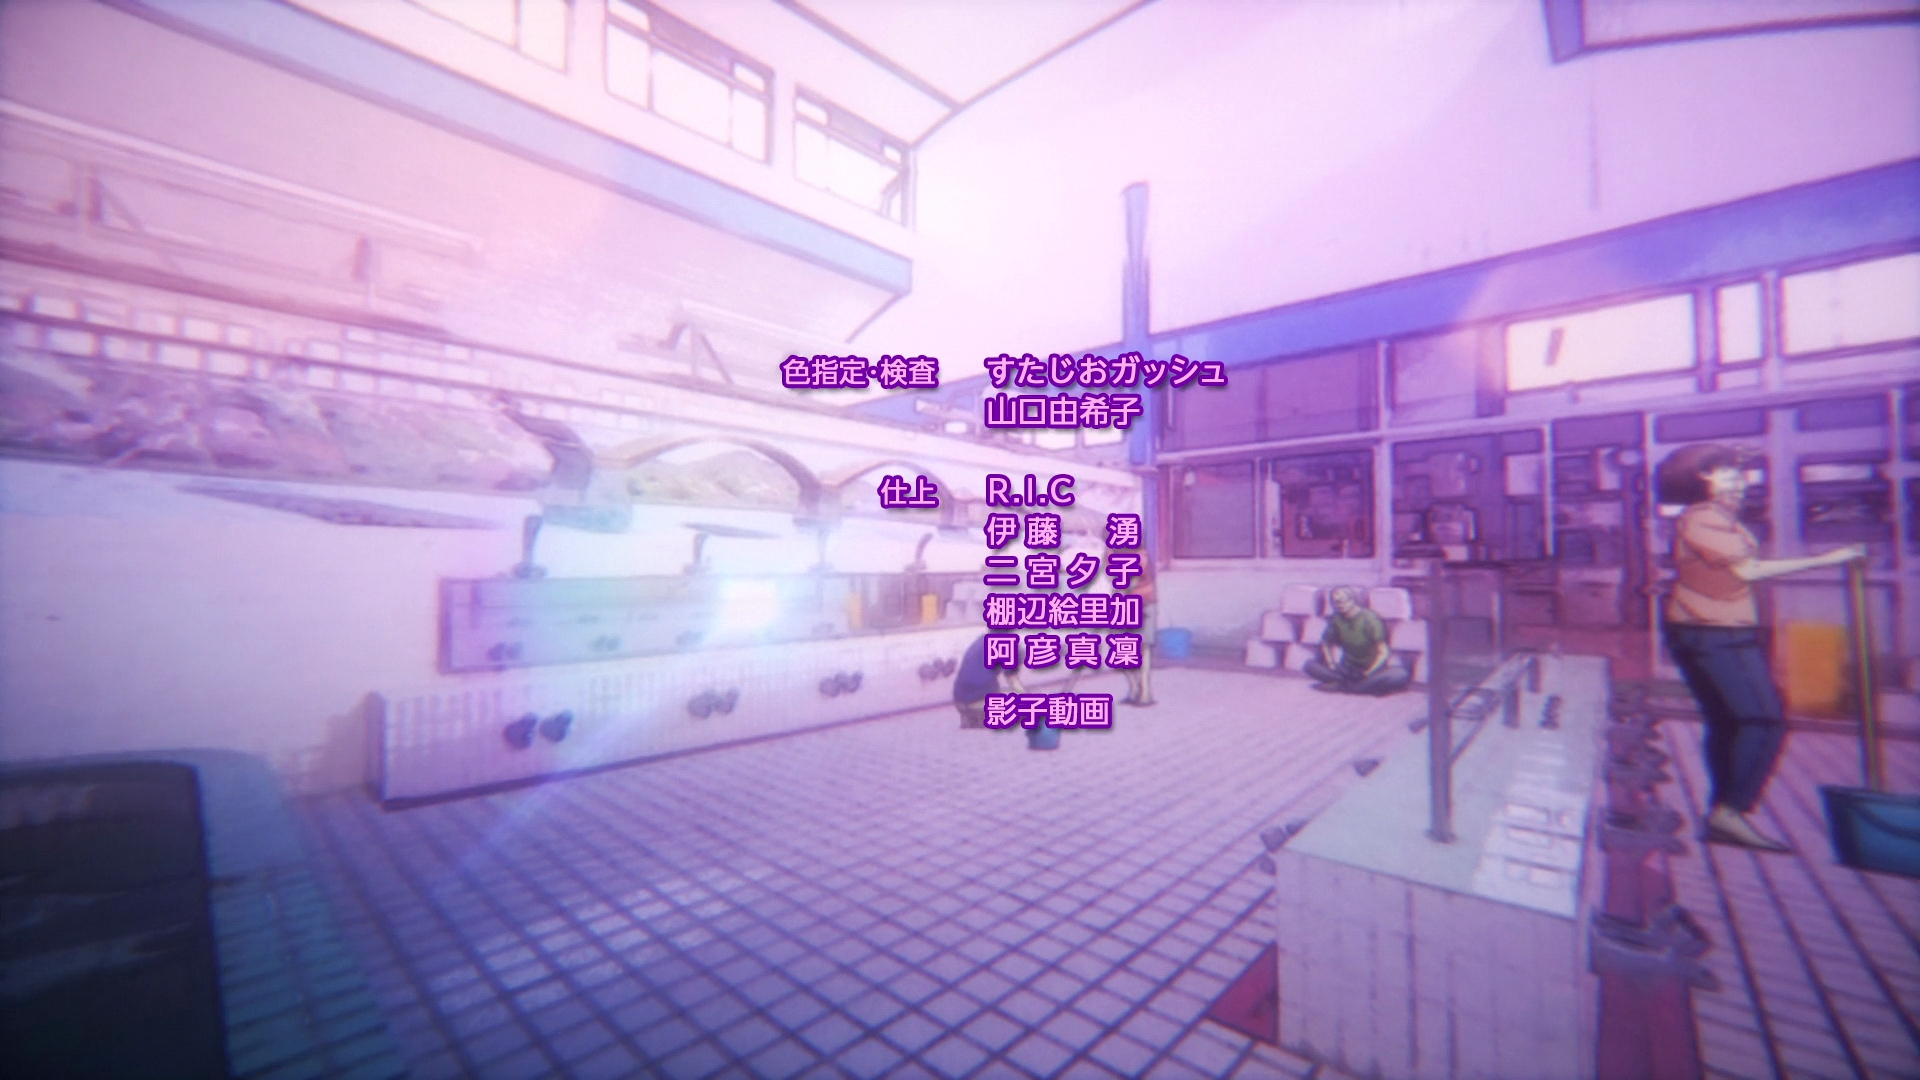 色指定･検査　すたじおガッシュ
山口由希子
仕上　R.I.C
伊藤　湧
二宮夕子
棚辺絵里加
阿彦真凜
影子動画